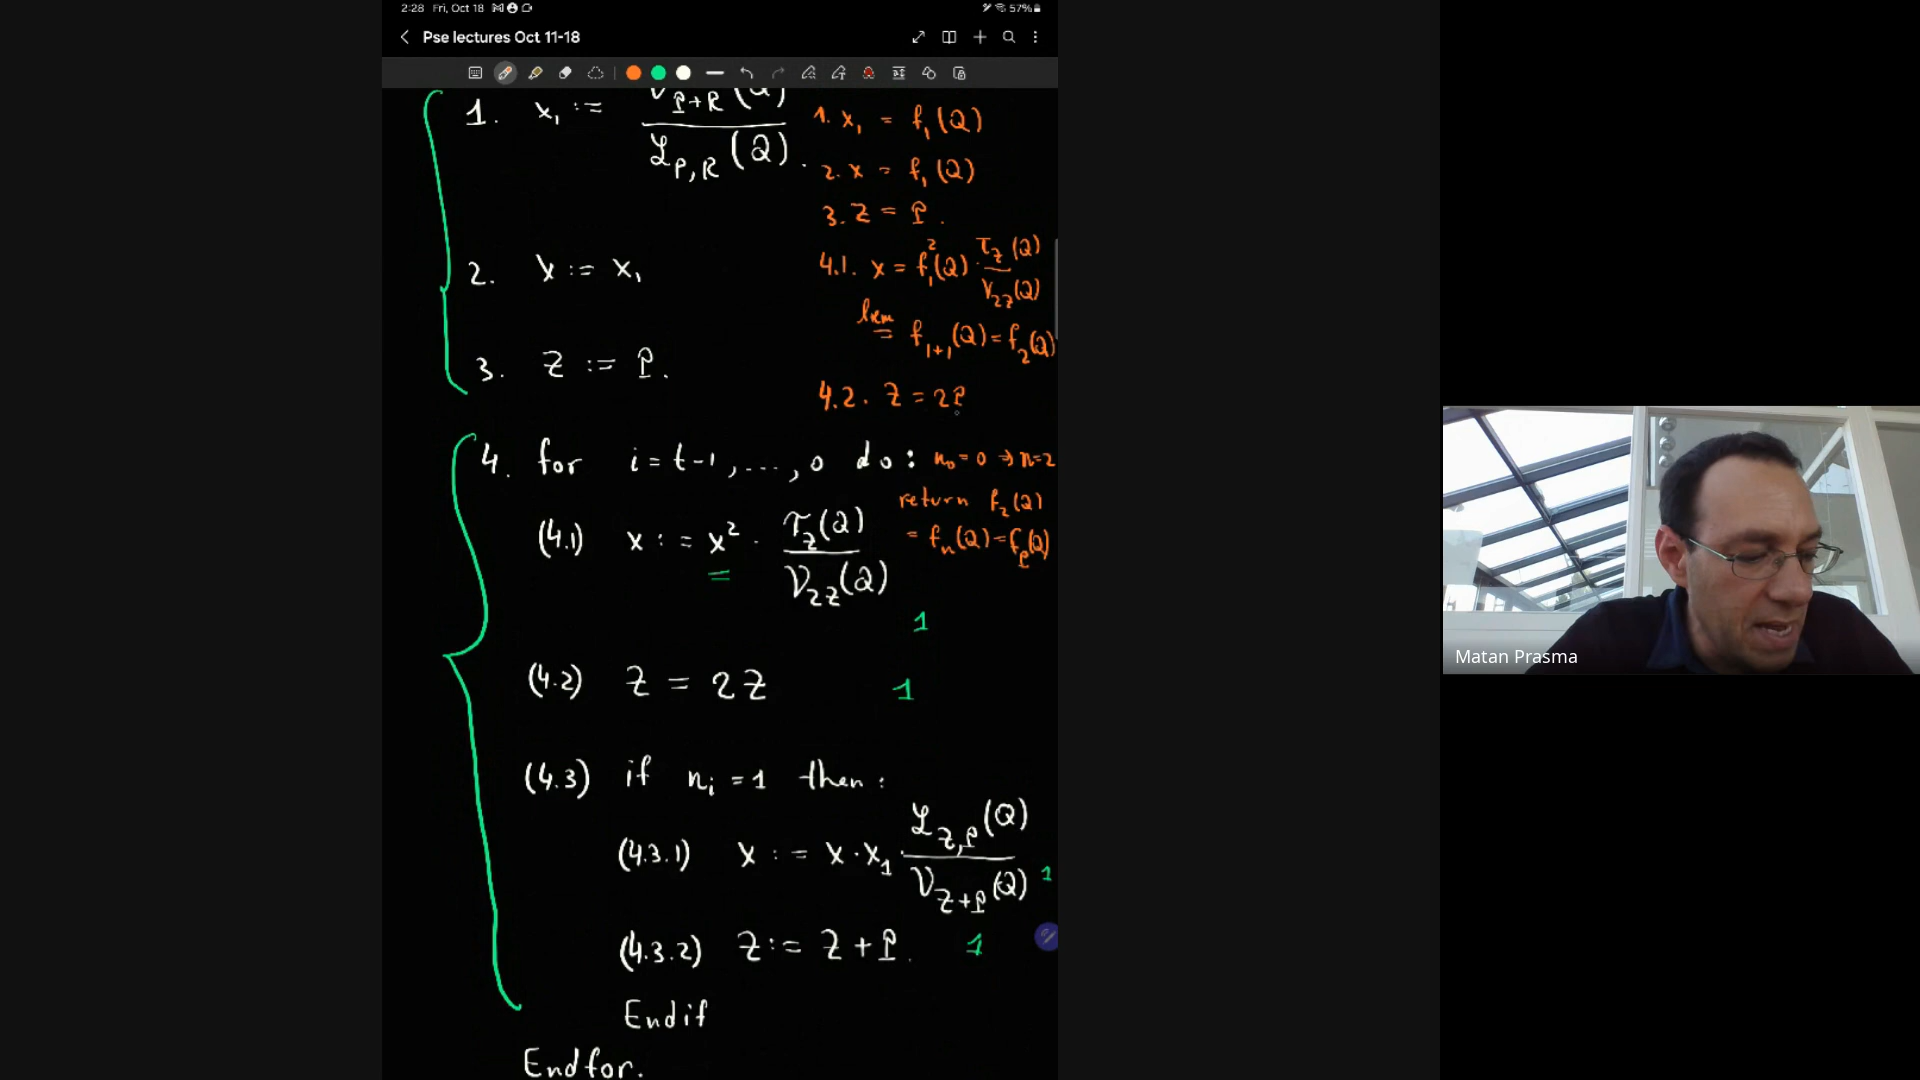 2:28 Fri, Oct 18 57%
Pse lectures Oct 11-18
1. x₁ := V_{P+R}(Q) / L_{P,R}(Q).
2. x := x₁
3. Z := P.
4. for i = t-1, ..., 0 do:
(4.1) x := x² · T_Z(Q) / V_{2Z}(Q)
1
(4.2) Z = 2Z 1
(4.3) if nᵢ = 1 then:
(4.3.1) x := x·x₁ · L_{Z,P}(Q) / V_{Z+P}(Q) 1
(4.3.2) Z := Z + P. 1
Endif
Endfor.
1. x₁ = f₁(Q)
2. x = f₁(Q)
3. Z = P.
4.1. x = f₁²(Q) · T_Z(Q) / V_{2Z}(Q)
lem = f_{1+1}(Q) = f₂(Q)
4.2. Z = 2P
n₀ = 0 ⇒ n=2
return f₂(Q)
= f_n(Q) = f_P(Q)
Matan Prasma